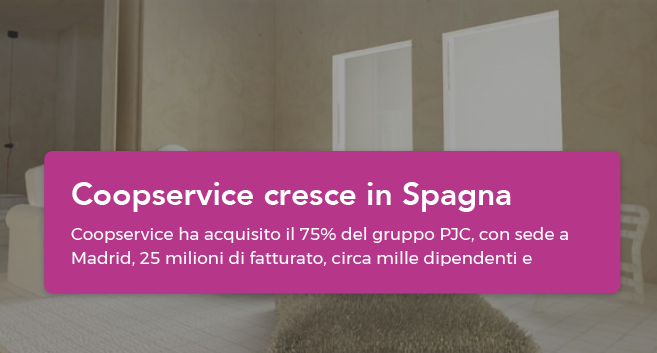 Coopservice cresce in Spagna
Coopservice ha acquisito il 75% del gruppo PJC, con sede a
Madrid, 25 milioni di fatturato, circa mille dipendenti e